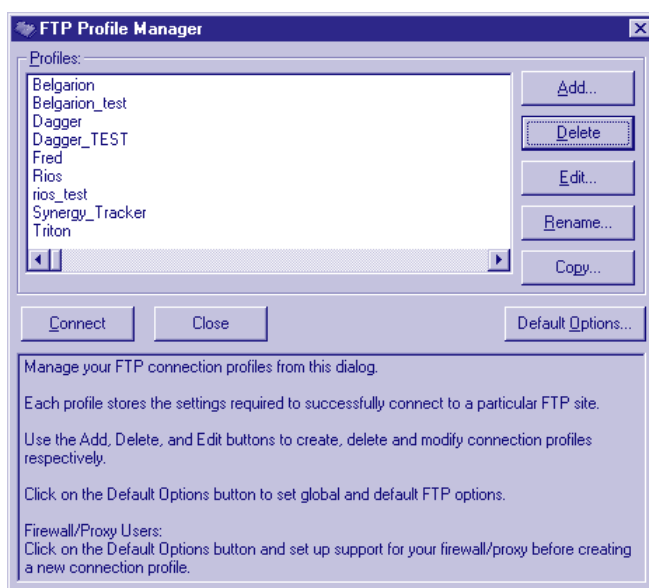 FTP Profile Manager
Profiles:
Belgarion
Belgarion_test
Dagger
Dagger_TEST
Fred
Rios
rios_test
Synergy_Tracker
Triton
Add...
Delete
Edit...
Rename...
Copy...
Connect
Close
Default Options...
Manage your FTP connection profiles from this dialog.
Each profile stores the settings required to successfully connect to a particular FTP site.
Use the Add, Delete, and Edit buttons to create, delete and modify connection profiles
respectively.
Click on the Default Options button to set global and default FTP options.
Firewall/Proxy Users:
Click on the Default Options button and set up support for your firewall/proxy before creating
a new connection profile.